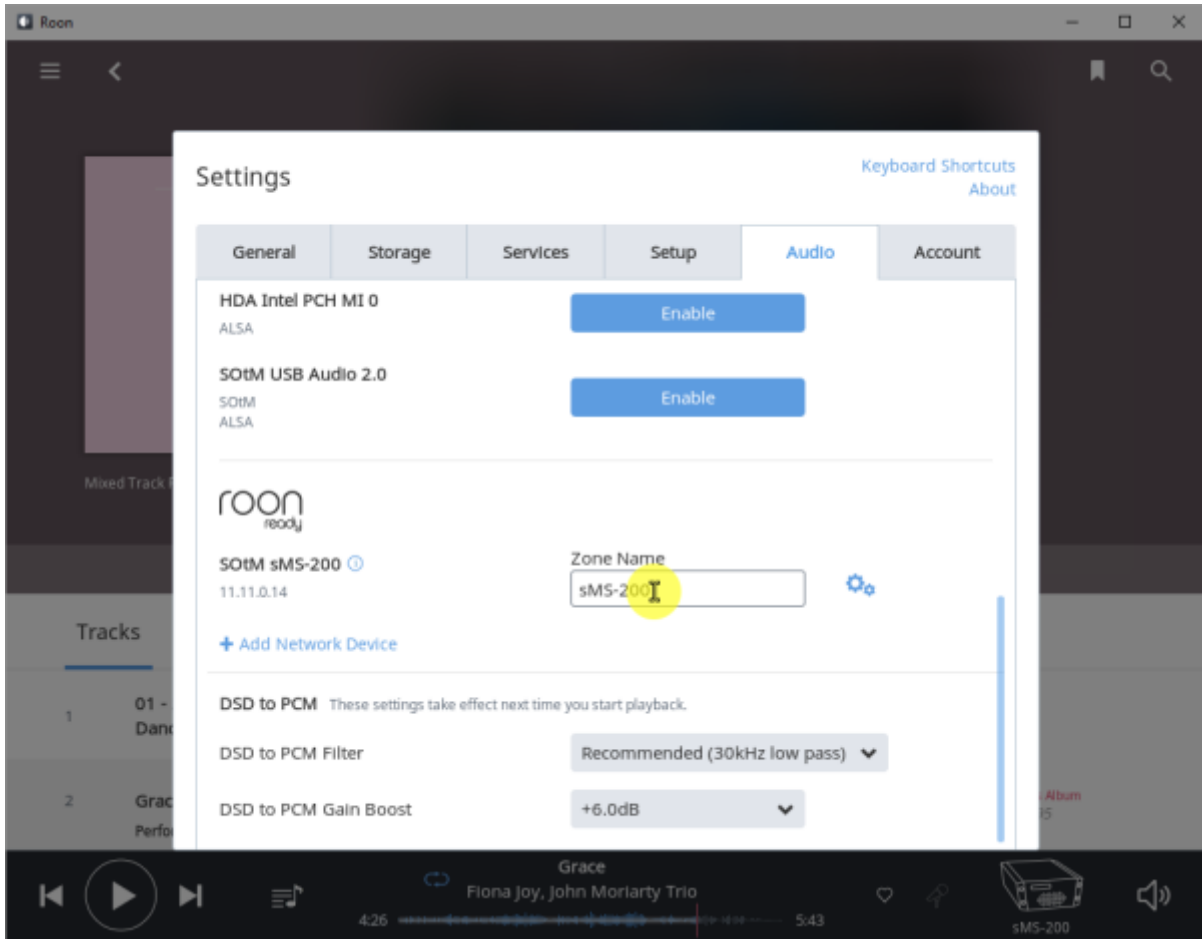 Roon
Keyboard Shortcuts
Settings
About
General Storage Services Setup Audio Account
HDA Intel PCH MI 0
Enable
ALSA
SOtM USB Audio 2.0
Enable
SOtM
ALSA
Mixed Track
roon
ready
SOtM sMS-200
Zone Name
11.11.0.14
sMS-200
Tracks
+ Add Network Device
1
01 -
DSD to PCM These settings take effect next time you start playback.
DSD to PCM Filter
Recommended (30kHz low pass)
2
Album
DSD to PCM Gain Boost
+6.0dB
Grace
Fiona Joy, John Moriarty Trio
4:26
5:43
sMS-200